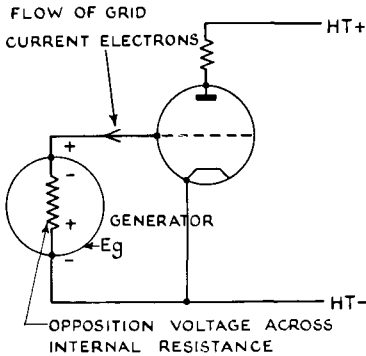 FLOW OF GRID
CURRENT ELECTRONS
HT+
+
-
GENERATOR
+
Eg
-
HT-
OPPOSITION VOLTAGE ACROSS
INTERNAL RESISTANCE